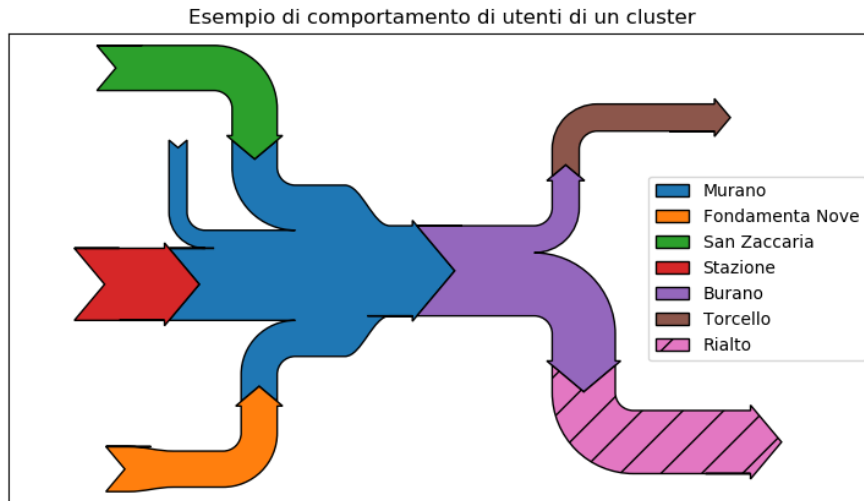 Esempio di comportamento di utenti di un cluster
Murano
Fondamenta Nove
San Zaccaria
Stazione
Burano
Torcello
Rialto